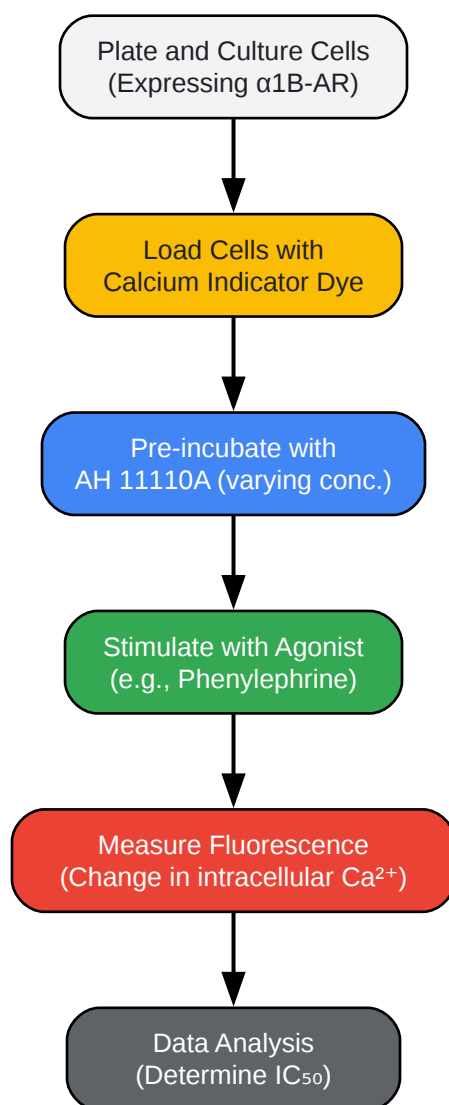 Plate and Culture Cells
(Expressing α1B-AR)
Load Cells with
Calcium Indicator Dye
Pre-incubate with
AH 11110A (varying conc.)
Stimulate with Agonist
(e.g., Phenylephrine)
Measure Fluorescence
(Change in intracellular Ca²⁺)
Data Analysis
(Determine IC₅₀)